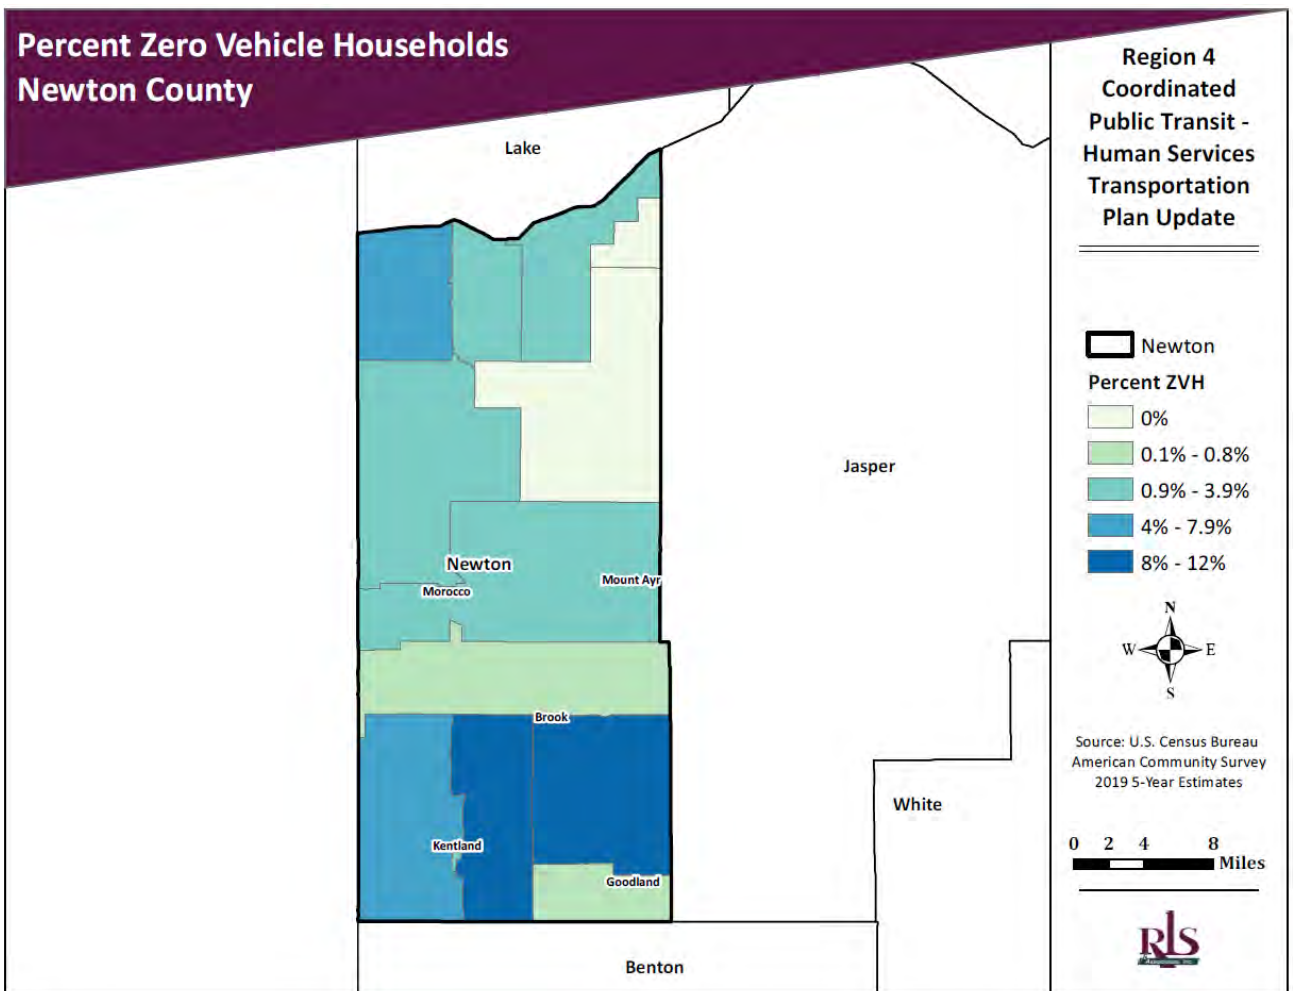 Percent Zero Vehicle Households
Newton County
Region 4
Coordinated
Public Transit -
Human Services
Transportation
Plan Update
Lake
Newton
Percent ZVH
0%
0.1% - 0.8%
0.9% - 3.9%
4% - 7.9%
8% - 12%
Jasper
Newton
Mount Ayr
Morocco
Brook
Kentland
Goodland
White
Benton
N
W E
S
Source: U.S. Census Bureau
American Community Survey
2019 5-Year Estimates
0 2 4 8
Miles
RLS